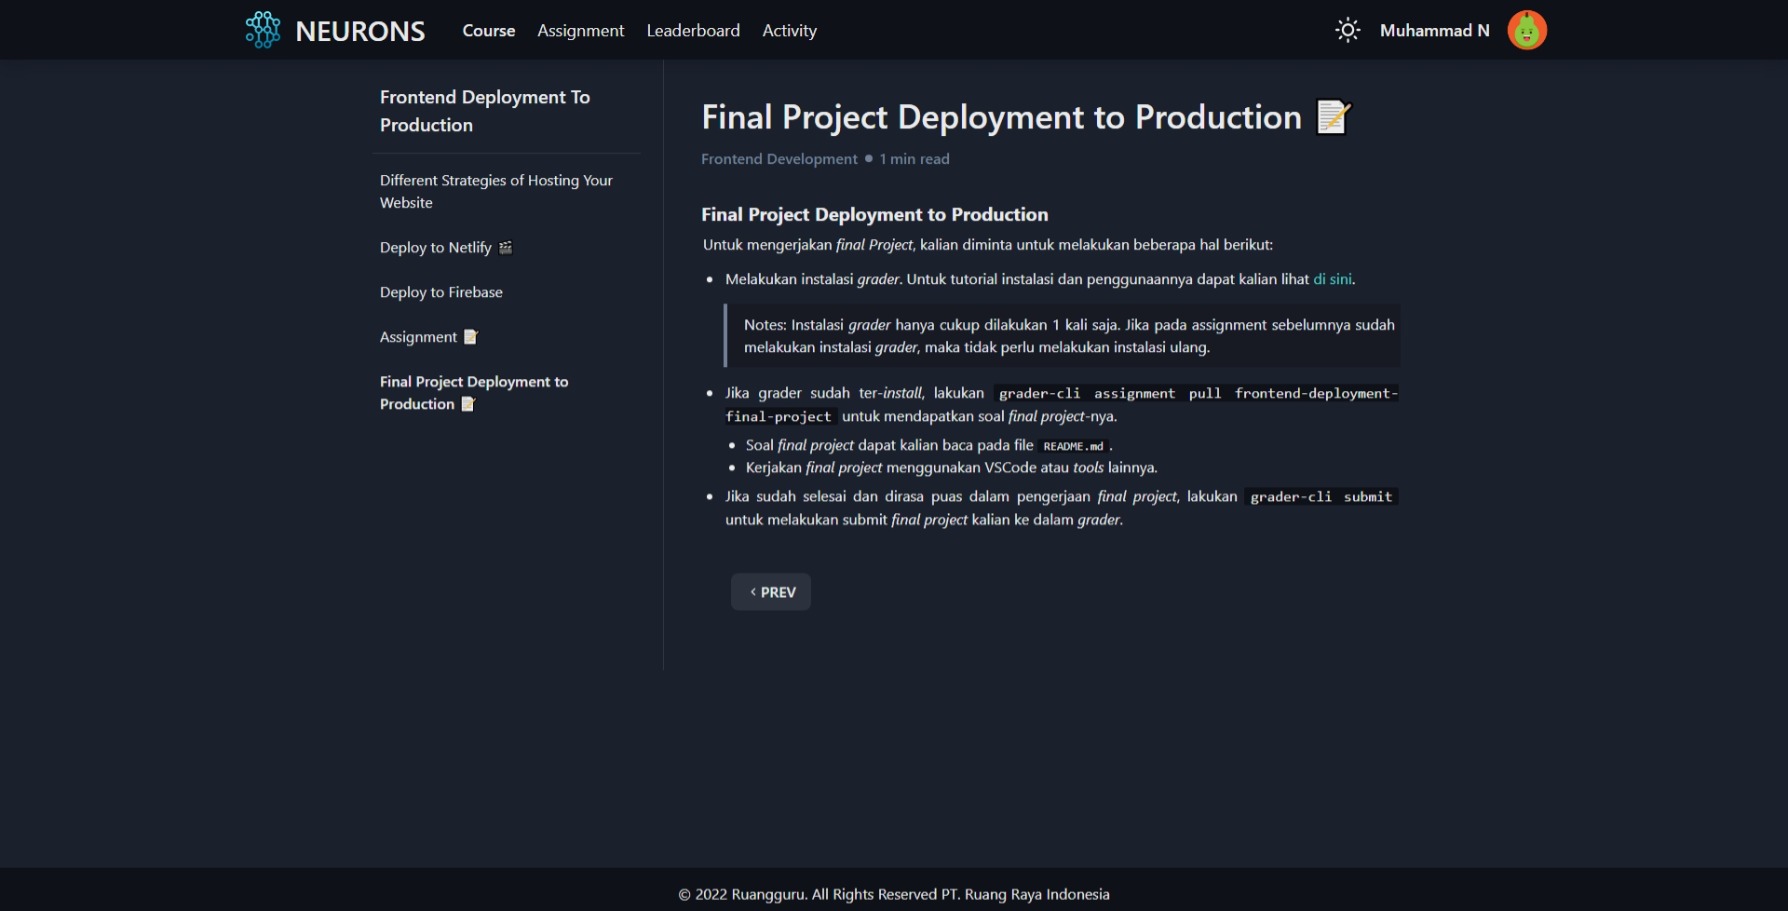 NEURONS
Course
Assignment
Leaderboard
Activity
Muhammad N
Frontend Deployment To
Production
Different Strategies of Hosting Your
Website
Deploy to Netlify 🎬
Deploy to Firebase
Assignment 📝
Final Project Deployment to
Production 📝
Final Project Deployment to Production 📝
Frontend Development ● 1 min read
Final Project Deployment to Production
Untuk mengerjakan final Project, kalian diminta untuk melakukan beberapa hal berikut:
• Melakukan instalasi grader. Untuk tutorial instalasi dan penggunaannya dapat kalian lihat di sini.
Notes: Instalasi grader hanya cukup dilakukan 1 kali saja. Jika pada assignment sebelumnya sudah
melakukan instalasi grader, maka tidak perlu melakukan instalasi ulang.
• Jika grader sudah ter-install, lakukan grader-cli assignment pull frontend-deployment-
final-project untuk mendapatkan soal final project-nya.
• Soal final project dapat kalian baca pada file README.md .
• Kerjakan final project menggunakan VSCode atau tools lainnya.
• Jika sudah selesai dan dirasa puas dalam pengerjaan final project, lakukan grader-cli submit
untuk melakukan submit final project kalian ke dalam grader.
‹ PREV
© 2022 Ruangguru. All Rights Reserved PT. Ruang Raya Indonesia